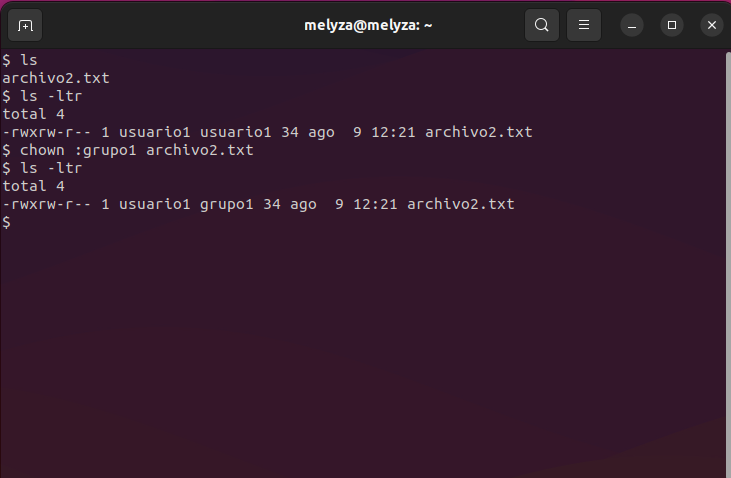 melyza@melyza: ~
$ ls
archivo2.txt
$ ls -ltr
total 4
-rwxrw-r-- 1 usuario1 usuario1 34 ago  9 12:21 archivo2.txt
$ chown :grupo1 archivo2.txt
$ ls -ltr
total 4
-rwxrw-r-- 1 usuario1 grupo1 34 ago  9 12:21 archivo2.txt
$